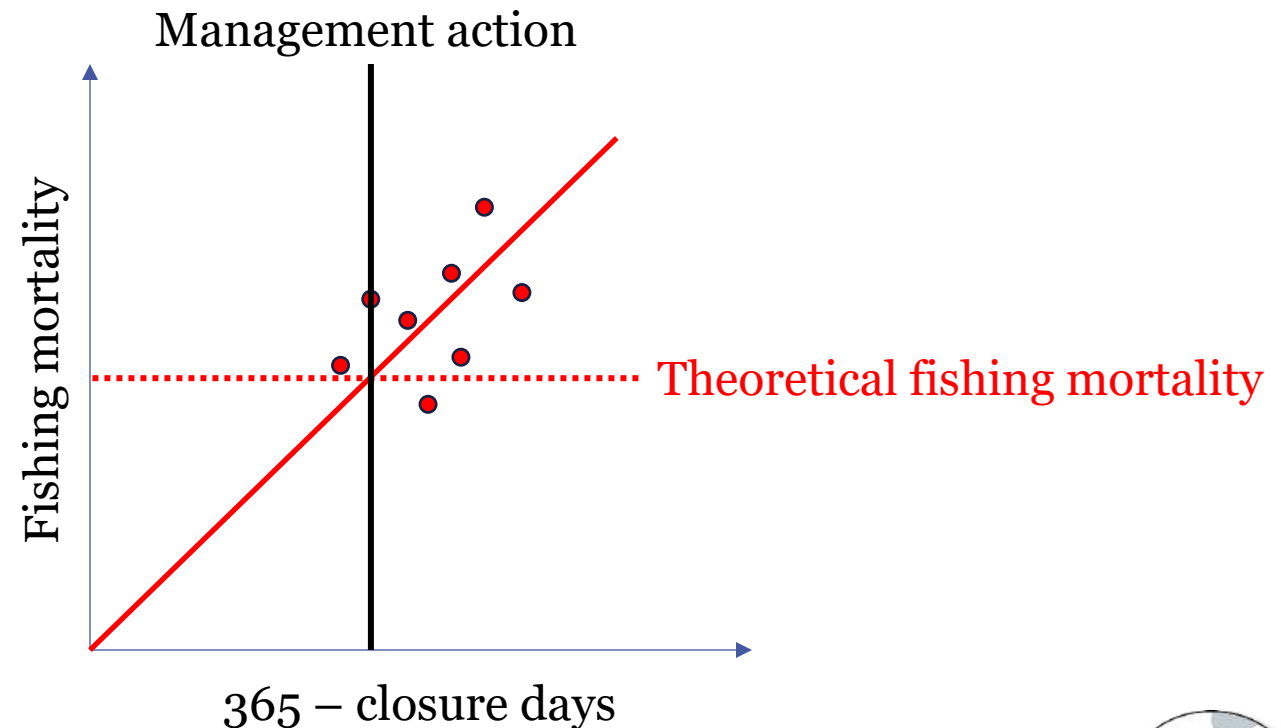 Management action
Fishing mortality
Theoretical fishing mortality
365 – closure days